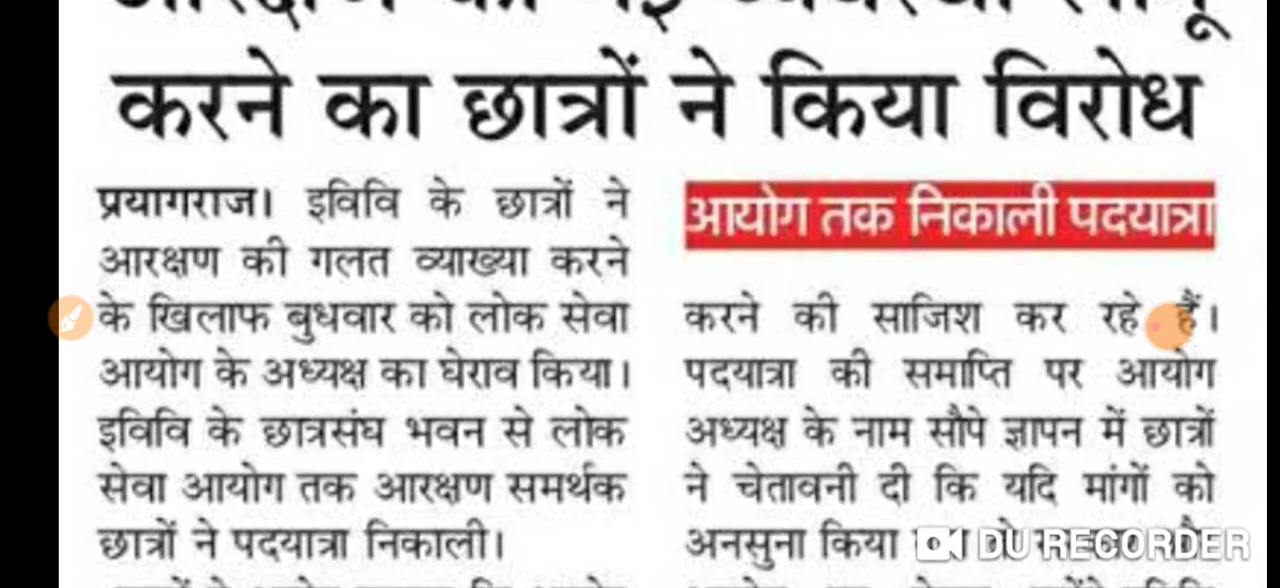 करने का छात्रों ने किया विरोध
प्रयागराज। इविवि के छात्रों ने
आरक्षण की गलत व्याख्या करने
के खिलाफ बुधवार को लोक सेवा
आयोग के अध्यक्ष का घेराव किया।
इविवि के छात्रसंघ भवन से लोक
सेवा आयोग तक आरक्षण समर्थक
छात्रों ने पदयात्रा निकाली।
आयोग तक निकाली पदयात्रा
करने की साजिश कर रहे हैं।
पदयात्रा की समाप्ति पर आयोग
अध्यक्ष के नाम सौपे ज्ञापन में छात्रों
ने चेतावनी दी कि यदि मांगों को
अनसुना किया
DU RECORDER